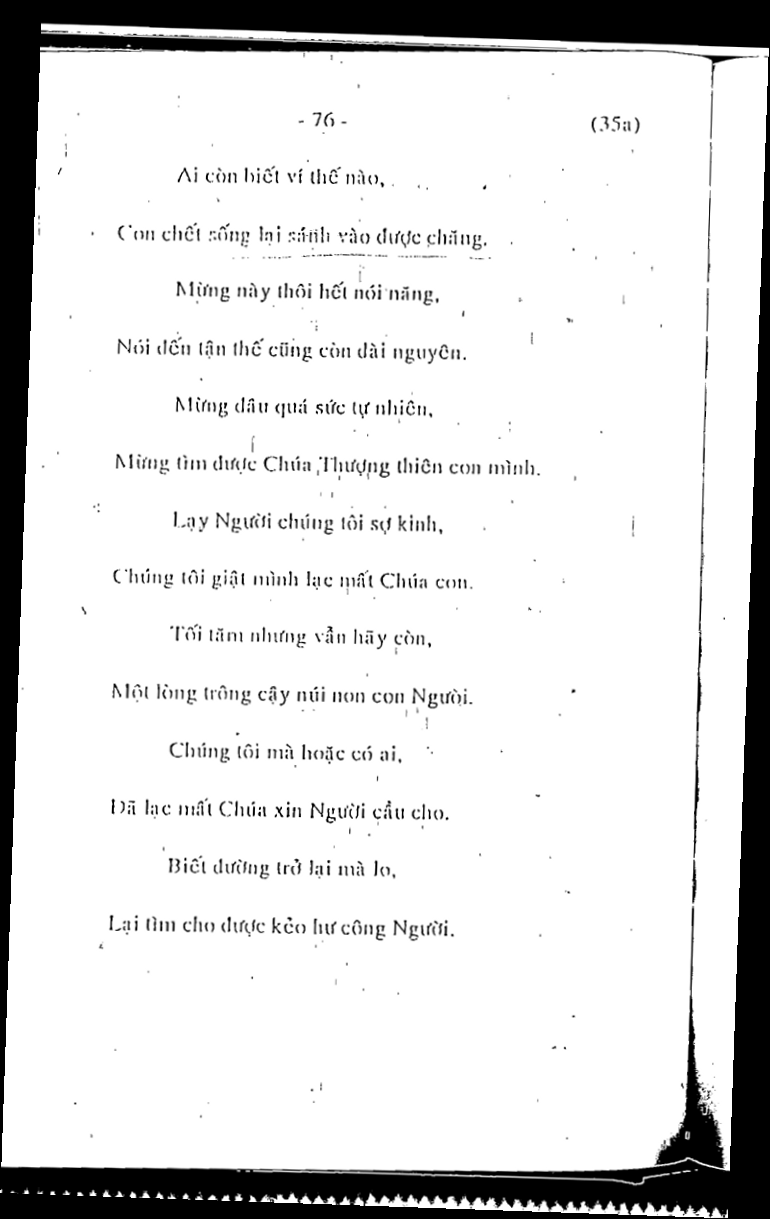 - 76 -
(35a)
Ai còn biết ví thế nào,
Con chết sống lại sánh vào được chăng.
Mừng này thôi hết nói năng,
Nói đến tận thế cũng còn dài nguyên.
Mừng dâu quá sức tự nhiên,
Mừng tìm được Chúa Thượng thiên con mình.
Lạy Người chúng tôi sợ kinh,
Chúng tôi giật mình lạc mất Chúa con.
Tối tăm nhưng vẫn hãy còn,
Một lòng trông cậy núi non con Người.
Chúng tôi mà hoặc có ai,
Đã lạc mất Chúa xin Người cầu cho.
Biết đường trở lại mà lo,
Lại tìm cho được kẻo hư công Người.